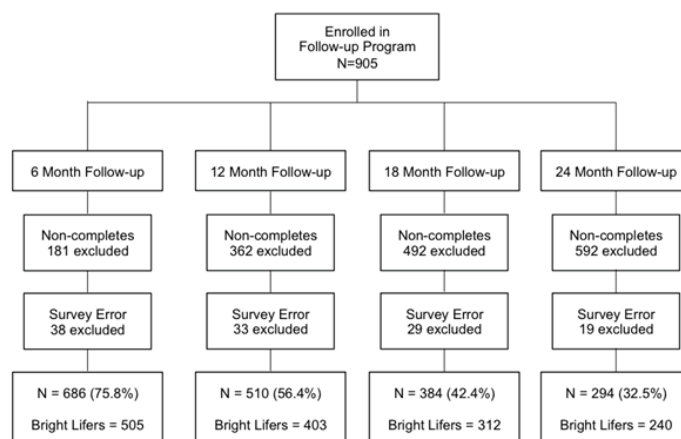 Enrolled in
Follow-up Program
N=905
6 Month Follow-up
12 Month Follow-up
18 Month Follow-up
24 Month Follow-up
Non-completes
181 excluded
Non-completes
362 excluded
Non-completes
492 excluded
Non-completes
592 excluded
Survey Error
38 excluded
Survey Error
33 excluded
Survey Error
29 excluded
Survey Error
19 excluded
N = 686 (75.8%)
Bright Lifers = 505
N = 510 (56.4%)
Bright Lifers = 403
N = 384 (42.4%)
Bright Lifers = 312
N = 294 (32.5%)
Bright Lifers = 240